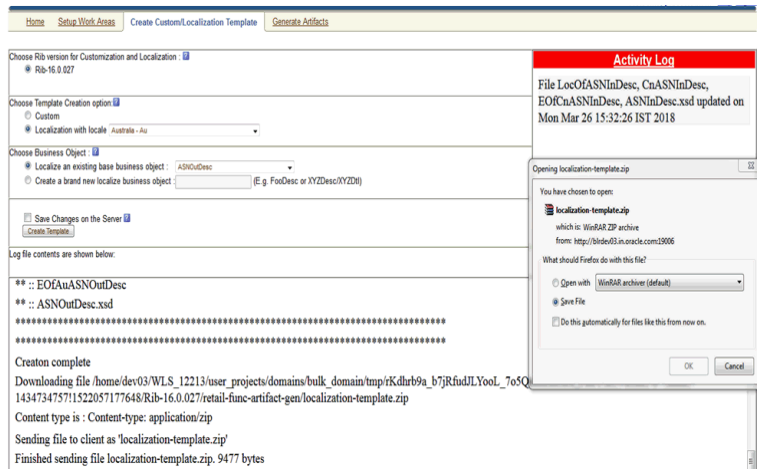 Home Setup Work Areas Create Custom/Localization Template Generate Artifacts
Choose Rib version for Customization and Localization :
Rib-16.0.027
Choose Template Creation option:
Custom
Localization with locale Australia - Au
Choose Business Object :
Localize an existing base business object : ASNOutDesc
Create a brand new localize business object : (E.g. FooDesc or XYZDesc/XYZDtl)
Save Changes on the Server
Create Template
Log file contents are shown below:
** :: EOfAuASNOutDesc
** :: ASNOutDesc.xsd
********************************************************************************
********************************************************************************
Creaton complete
Downloading file /home/dev03/WLS_12213/user_projects/domains/bulk_domain/tmp/rKdhrb9a_b7jRfudJLYooL_7o5Q
1434734757!1522057177648/Rib-16.0.027/retail-func-artifact-gen/localization-template.zip
Content type is : Content-type: application/zip
Sending file to client as 'localization-template.zip'
Finished sending file localization-template.zip. 9477 bytes
Activity Log
File LocOfASNInDesc, CnASNInDesc,
EOfCnASNInDesc, ASNInDesc.xsd updated on
Mon Mar 26 15:32:26 IST 2018
Opening localization-template.zip
You have chosen to open:
localization-template.zip
which is: WinRAR ZIP archive
from: http://blrdev03.in.oracle.com:19006
What should Firefox do with this file?
Open with WinRAR archiver (default)
Save File
Do this automatically for files like this from now on.
OK Cancel